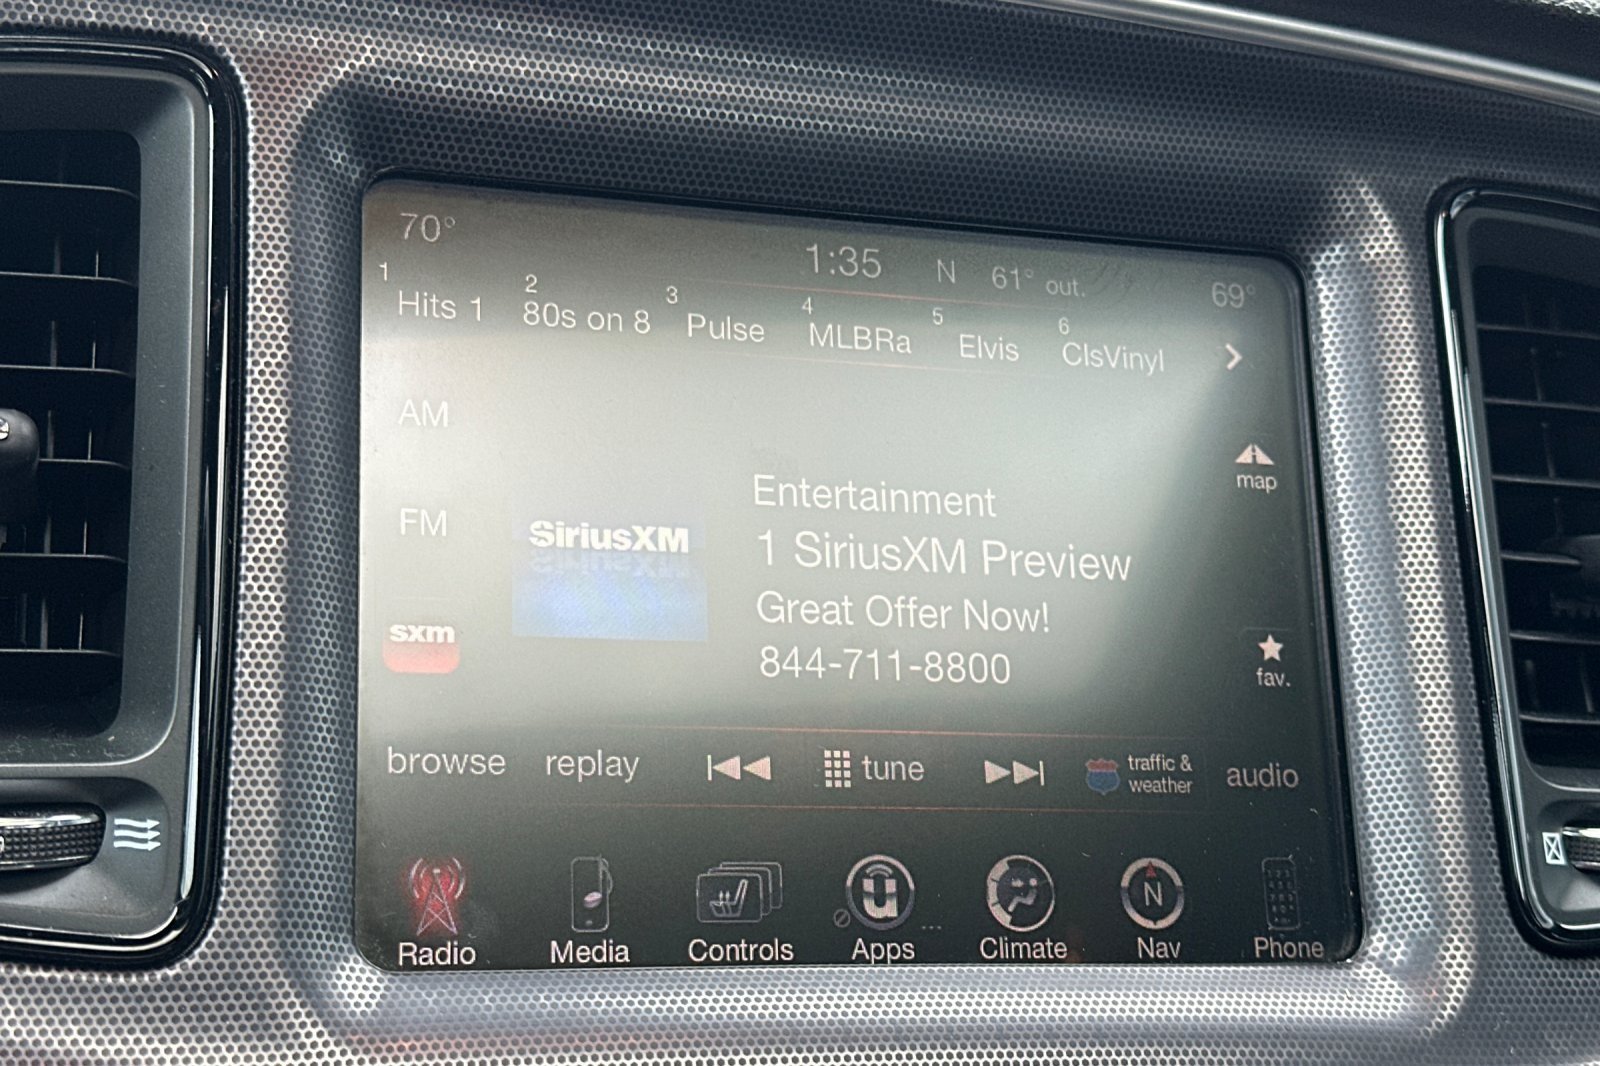 70°
1:35
N
61° out.
69°
1 Hits 1
2 80s on 8
3 Pulse
4 MLBRa
5 Elvis
6 ClsVinyl
AM
map
Entertainment
FM
SiriusXM
1 SiriusXM Preview
Great Offer Now!
sxm
844-711-8800
fav.
browse
replay
tune
traffic &
weather
audio
U
N
Radio
Media
Controls
Apps
Climate
Nav
Phone